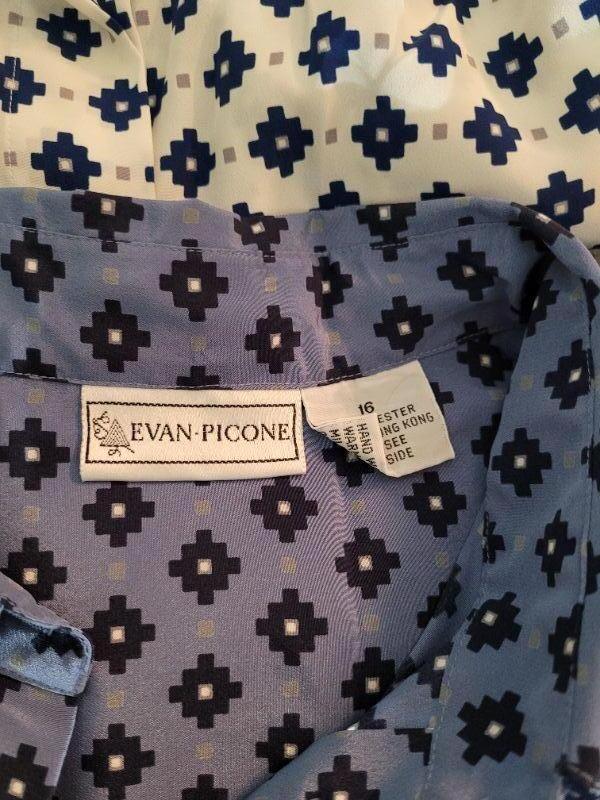 EVAN-PICONE
16
ESTER
NG KONG
SEE
SIDE
HAND